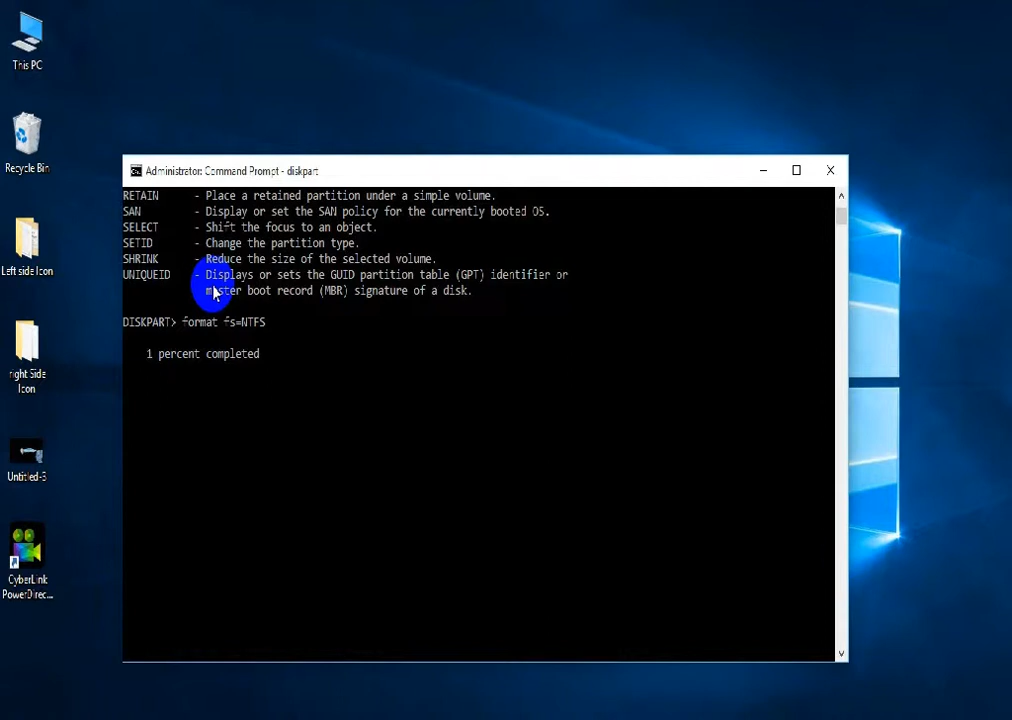 This PC
Recycle Bin
Left side Icon
right Side
Icon
Untitled-3
CyberLink
PowerDirec...
Administrator: Command Prompt - diskpart
RETAIN - Place a retained partition under a simple volume.
SAN - Display or set the SAN policy for the currently booted OS.
SELECT - Shift the focus to an object.
SETID - Change the partition type.
SHRINK - Reduce the size of the selected volume.
UNIQUEID - Displays or sets the GUID partition table (GPT) identifier or
master boot record (MBR) signature of a disk.
DISKPART> format fs=NTFS
1 percent completed